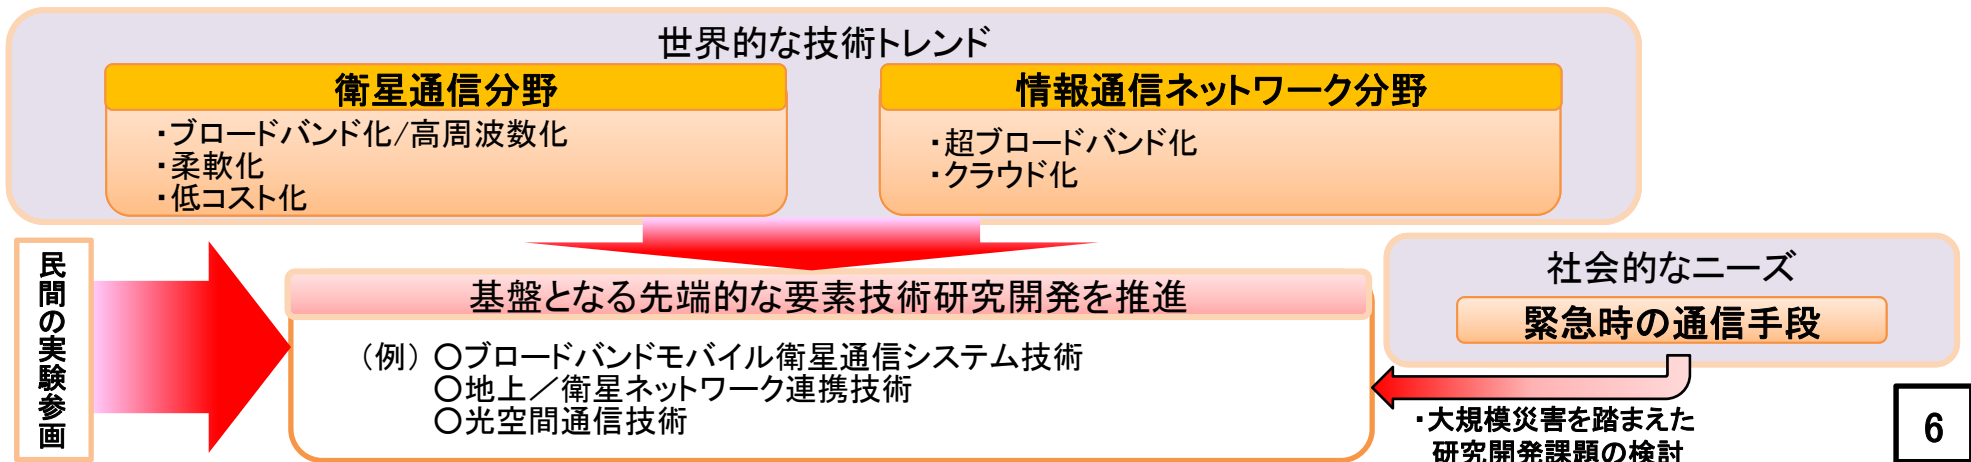 世界的な技術トレンド
衛星通信分野
・ブロードバンド化/高周波数化
・柔軟化
・低コスト化
情報通信ネットワーク分野
・超ブロードバンド化
・クラウド化
民間の実験参画
基盤となる先端的な要素技術研究開発を推進
（例）〇ブロードバンドモバイル衛星通信システム技術
〇地上／衛星ネットワーク連携技術
〇光空間通信技術
社会的なニーズ
緊急時の通信手段
・大規模災害を踏まえた
研究開発課題の検討
6